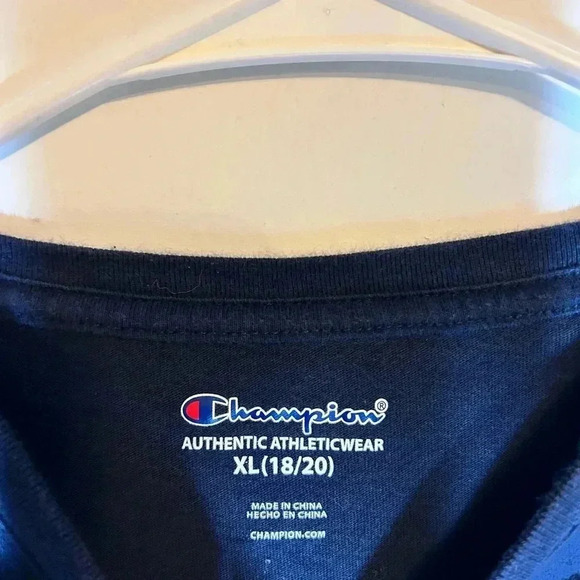 Champion®
AUTHENTIC ATHLETICWEAR
XL(18/20)
MADE IN CHINA
HECHO EN CHINA
CHAMPION.COM